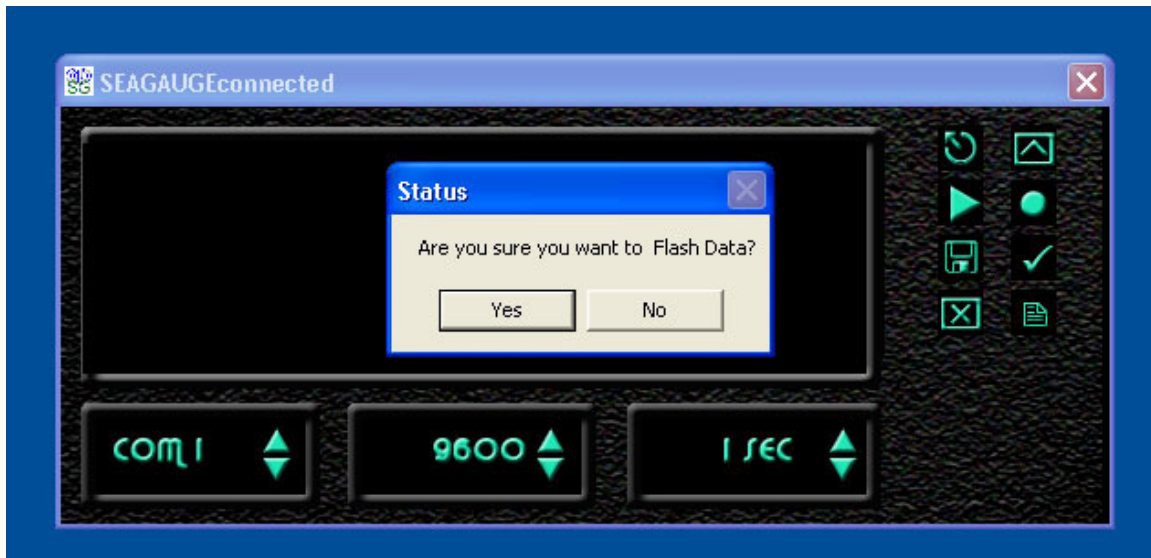 SEAGAUGEconnected
Status
Are you sure you want to Flash Data?
Yes
No
COM 1
9600
1 SEC